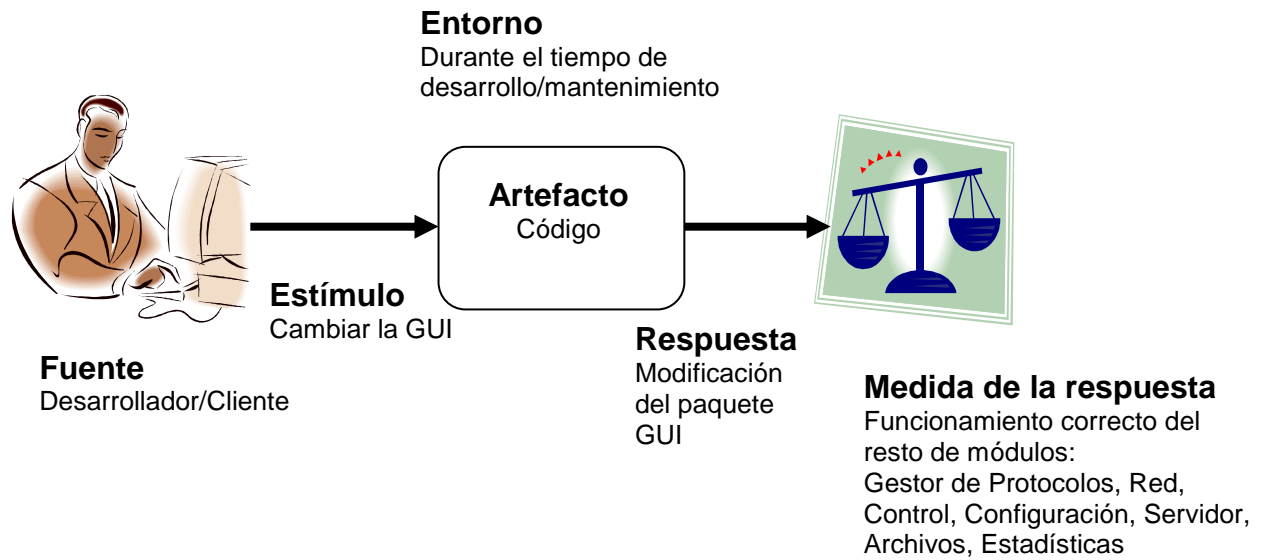 Entorno
Durante el tiempo de
desarrollo/mantenimiento
Artefacto
Código
Estímulo
Cambiar la GUI
Fuente
Desarrollador/Cliente
Respuesta
Modificación
del paquete
GUI
Medida de la respuesta
Funcionamiento correcto del
resto de módulos:
Gestor de Protocolos, Red,
Control, Configuración, Servidor,
Archivos, Estadísticas